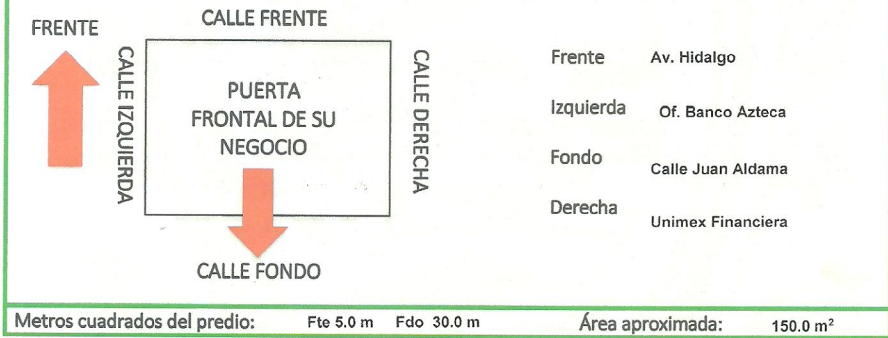 FRENTE
CALLE FRENTE
CALLE IZQUIERDA
PUERTA
FRONTAL DE SU
NEGOCIO
CALLE DERECHA
CALLE FONDO
Frente Av. Hidalgo
Izquierda Of. Banco Azteca
Fondo Calle Juan Aldama
Derecha Unimex Financiera
Metros cuadrados del predio: Fte 5.0 m Fdo 30.0 m Área aproximada: 150.0 m²